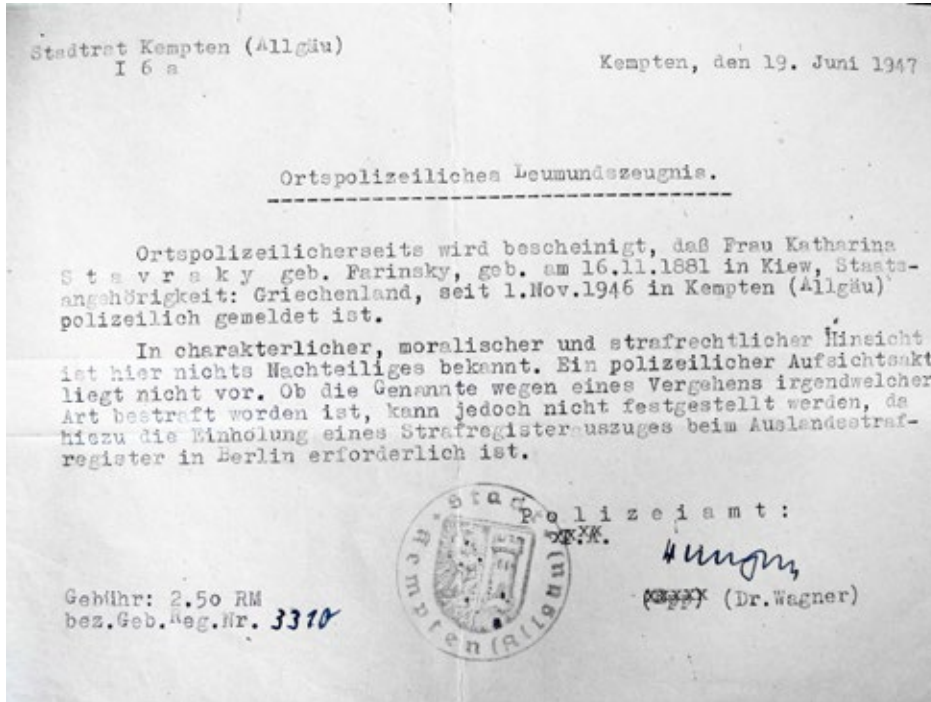 Stadtrat Kempten (Allgäu)
I 6 a
Kempten, den 19. Juni 1947
Ortspolizeiliches Leumundszeugnis.
Ortspolizeilicherseits wird bescheinigt, daß Frau Katharina
S t a v r a k y geb. Farinsky, geb. am 16.11.1881 in Kiew, Staats-
angehörigkeit: Griechenland, seit 1.Nov.1946 in Kempten (Allgäu)
polizeilich gemeldet ist.
In charakterlicher, moralischer und strafrechtlicher Hinsicht
ist hier nichts Nachteiliges bekannt. Ein polizeilicher Aufsichtsakt
liegt nicht vor. Ob die Genannte wegen eines Vergehens irgendwelcher
Art bestraft worden ist, kann jedoch nicht festgestellt werden, da
hiezu die Einholung eines Strafregisterauszuges beim Auslandestraf-
register in Berlin erforderlich ist.
P o l i z e i a m t :
(Dr.Wagner)
Gebühr: 2.50 RM
bez.Geb.Reg.Nr. 3310
Kempten (Allgäu)